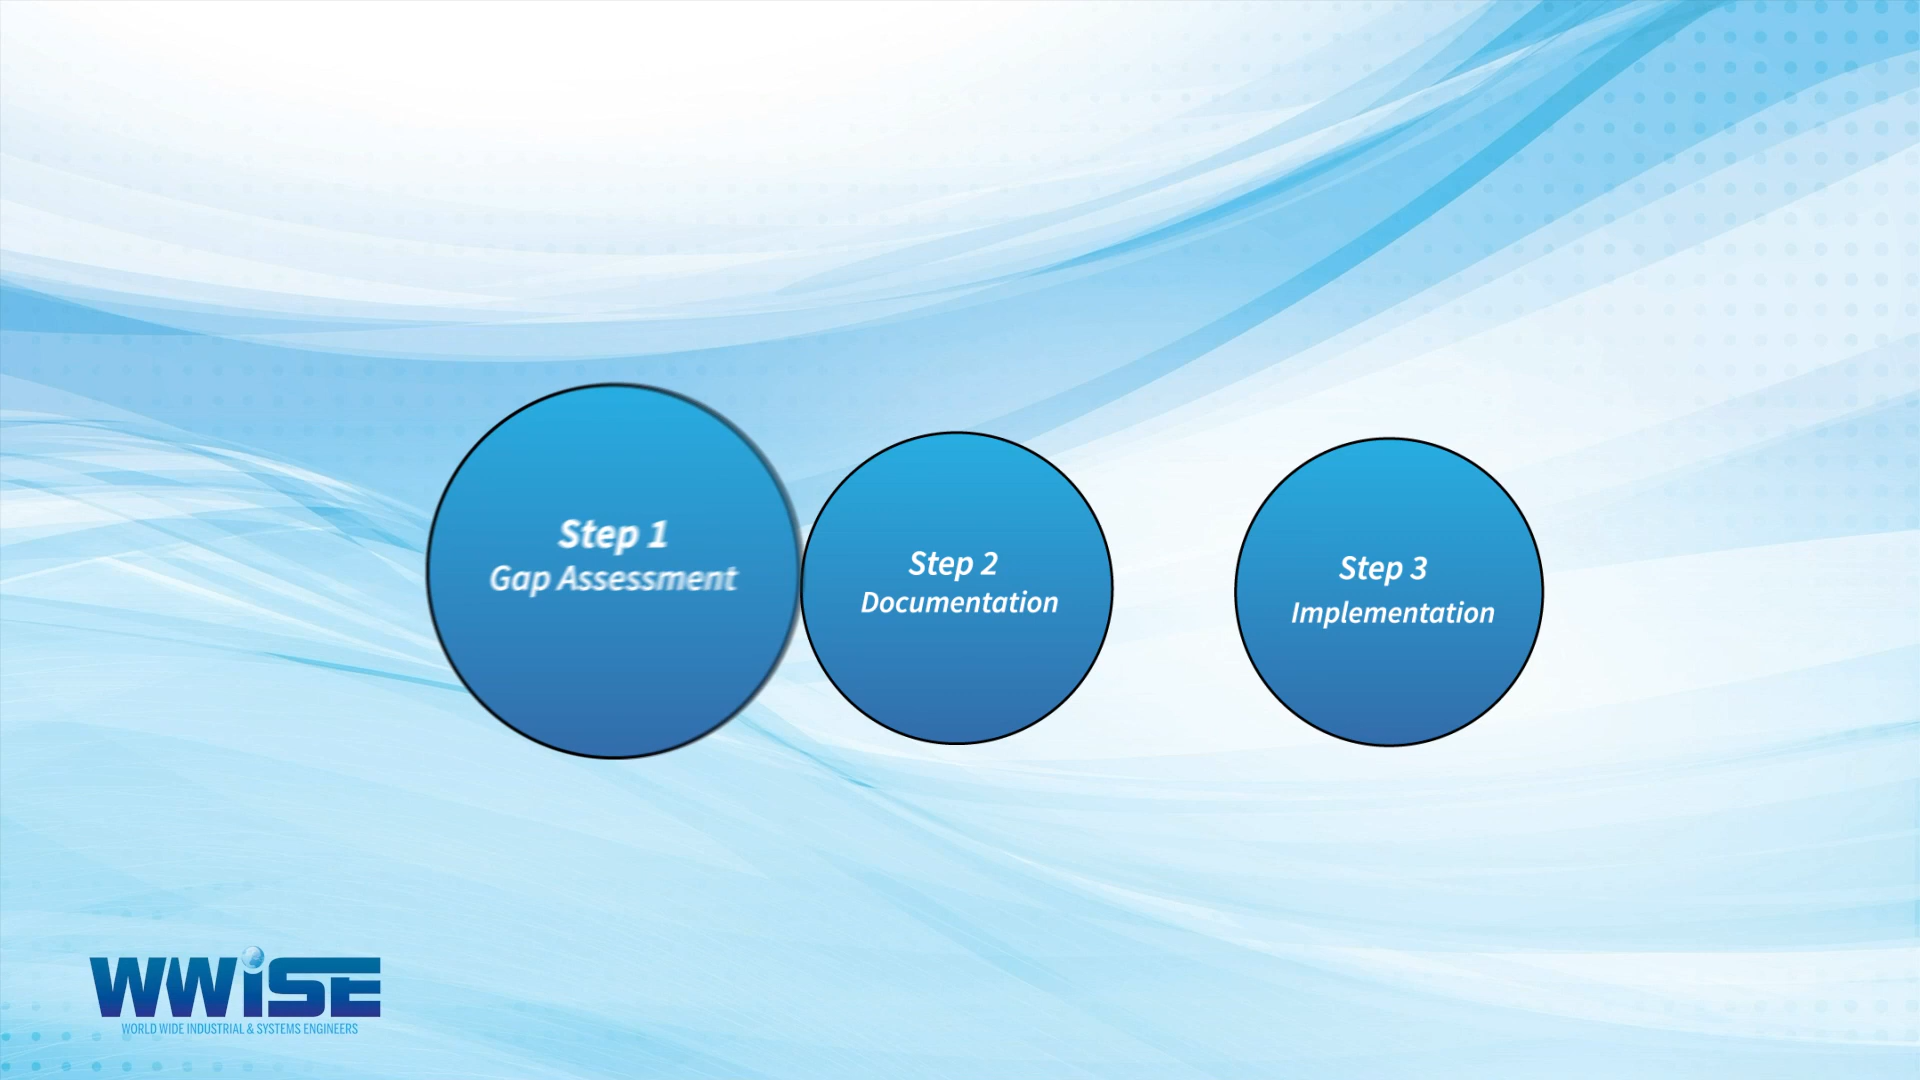 Step 1
Gap Assessment
Step 2
Documentation
Step 3
Implementation
WWiSE
WORLD WIDE INDUSTRIAL & SYSTEMS ENGINEERS